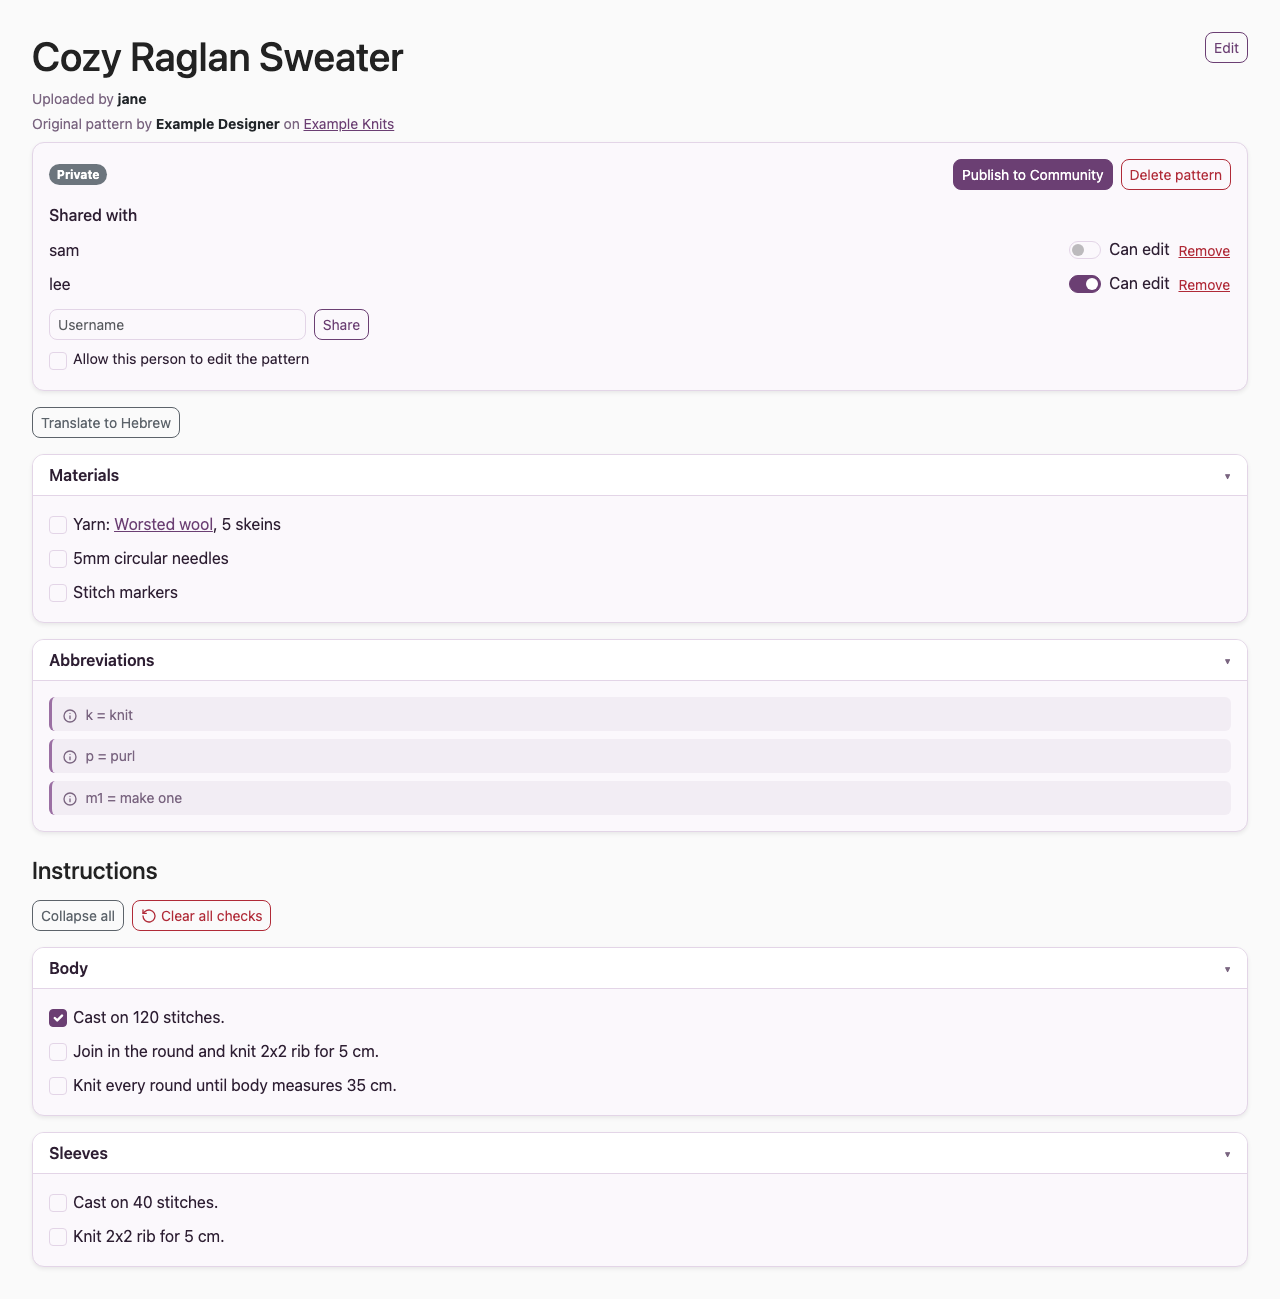 Cozy Raglan Sweater
Edit
Uploaded by jane
Original pattern by Example Designer on Example Knits
Private
Publish to Community
Delete pattern
Shared with
sam
Can edit
Remove
lee
Can edit
Remove
Username
Share
Allow this person to edit the pattern
Translate to Hebrew
Materials
Yarn: Worsted wool, 5 skeins
5mm circular needles
Stitch markers
Abbreviations
k = knit
p = purl
m1 = make one
Instructions
Collapse all
Clear all checks
Body
Cast on 120 stitches.
Join in the round and knit 2x2 rib for 5 cm.
Knit every round until body measures 35 cm.
Sleeves
Cast on 40 stitches.
Knit 2x2 rib for 5 cm.